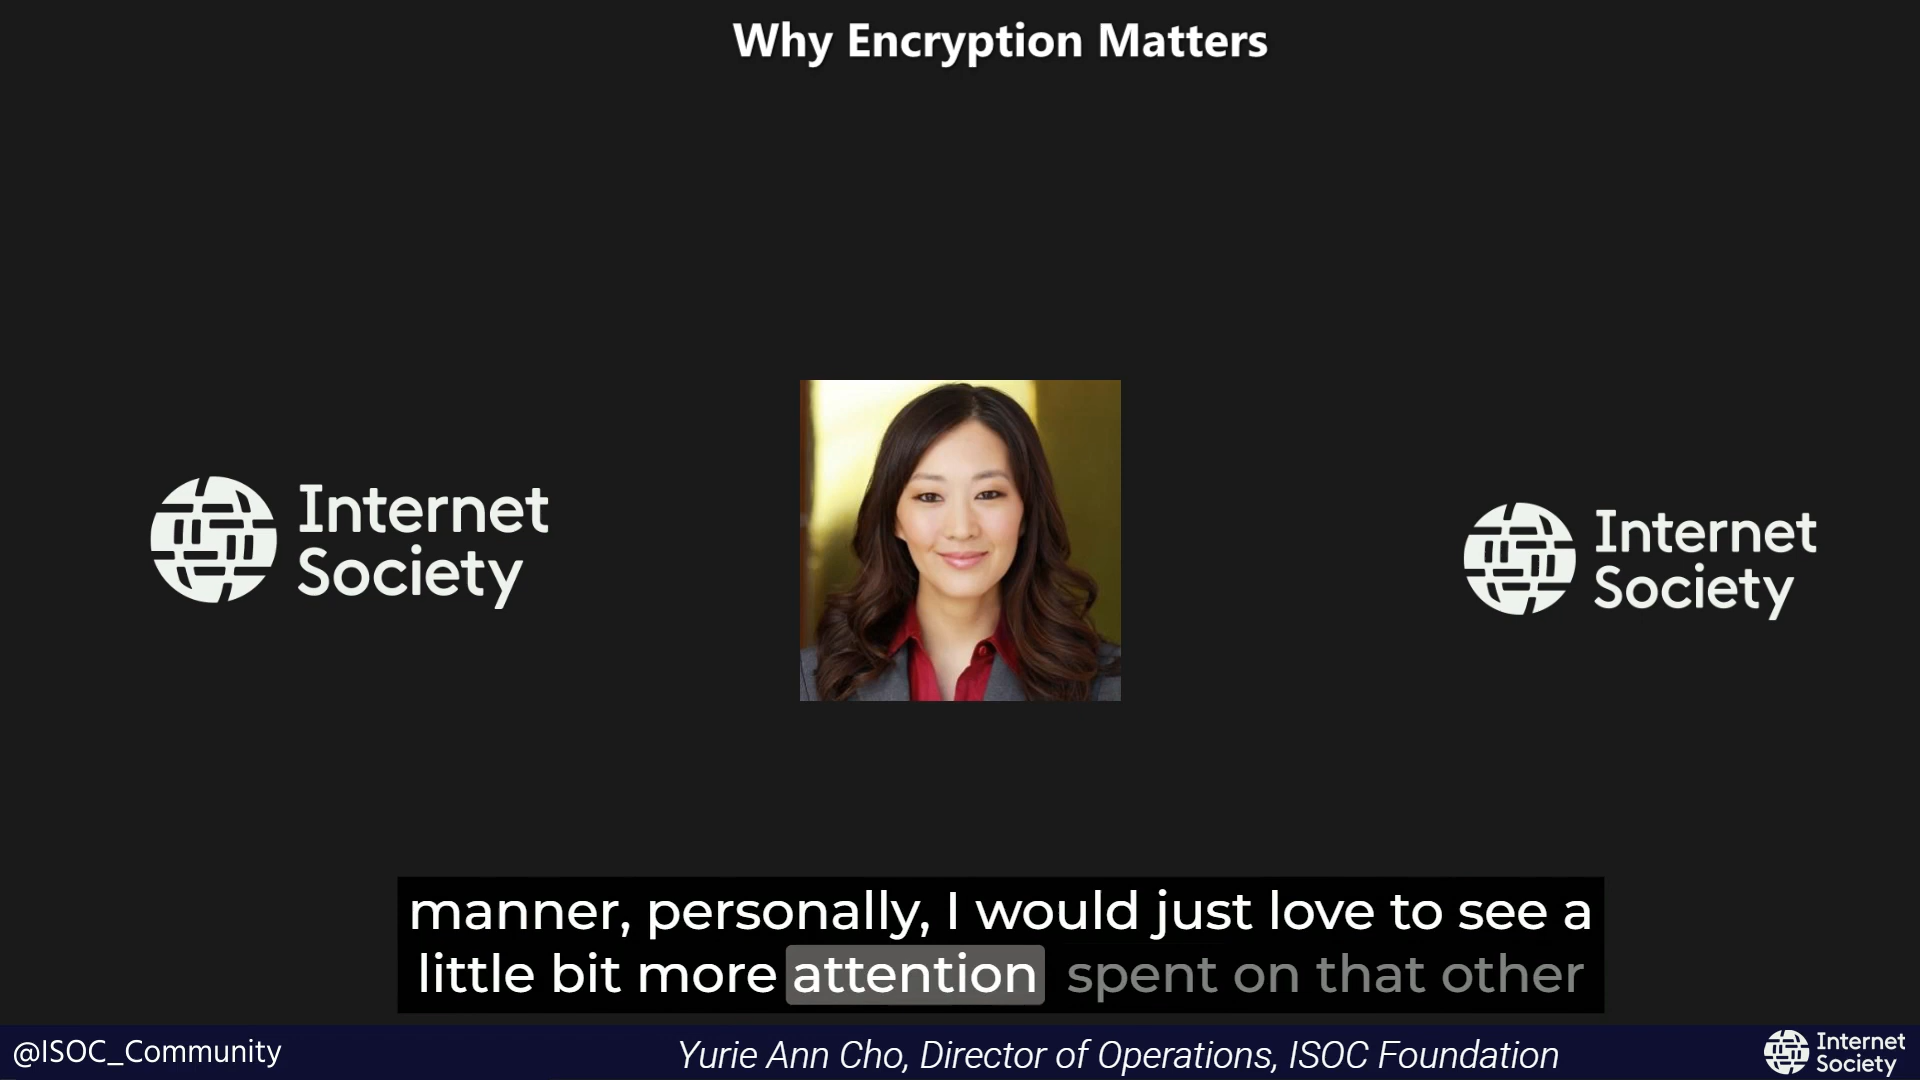 Why Encryption Matters
Internet
Society
Internet
Society
manner, personally, I would just love to see a
little bit more attention spent on that other
@ISOC_Community
Yurie Ann Cho, Director of Operations, ISOC Foundation
Internet
Society